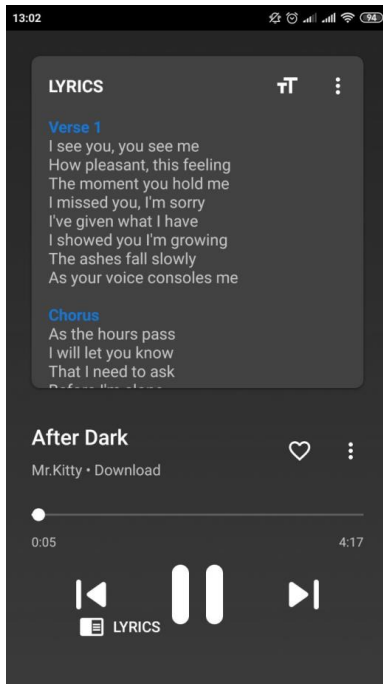 13:02
94
LYRICS
Verse 1
I see you, you see me
How pleasant, this feeling
The moment you hold me
I missed you, I'm sorry
I've given what I have
I showed you I'm growing
The ashes fall slowly
As your voice consoles me
Chorus
As the hours pass
I will let you know
That I need to ask
Before I'm alone
After Dark
Mr.Kitty • Download
0:05
4:17
LYRICS